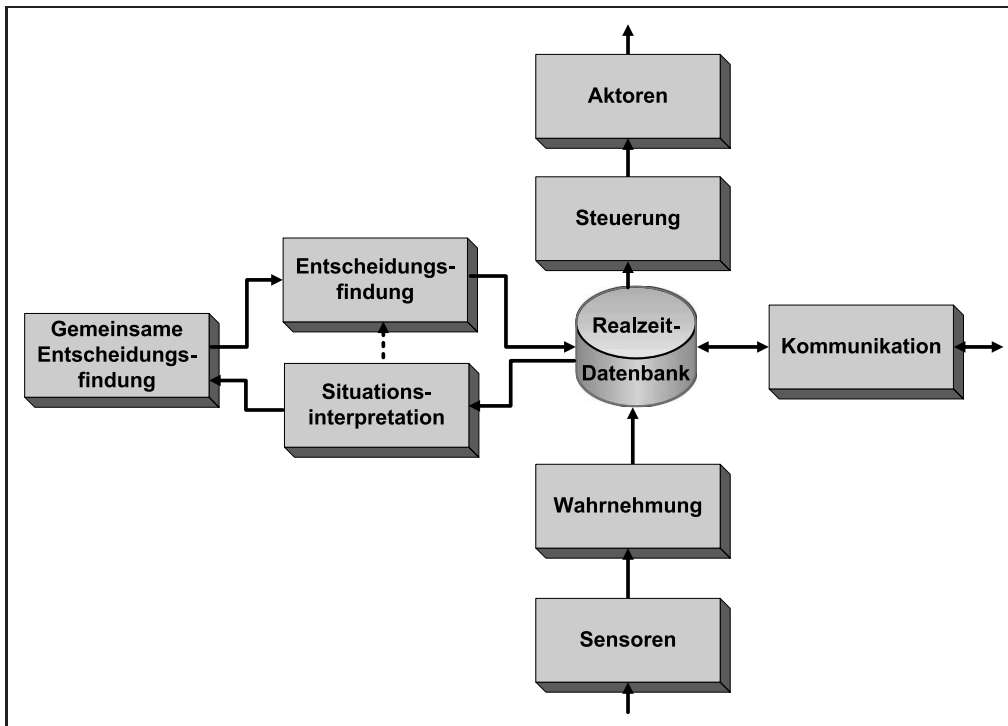 Aktoren
Steuerung
Entscheidungs-
findung
Gemeinsame
Entscheidungs-
findung
Situations-
interpretation
Realzeit-
Datenbank
Kommunikation
Wahrnehmung
Sensoren